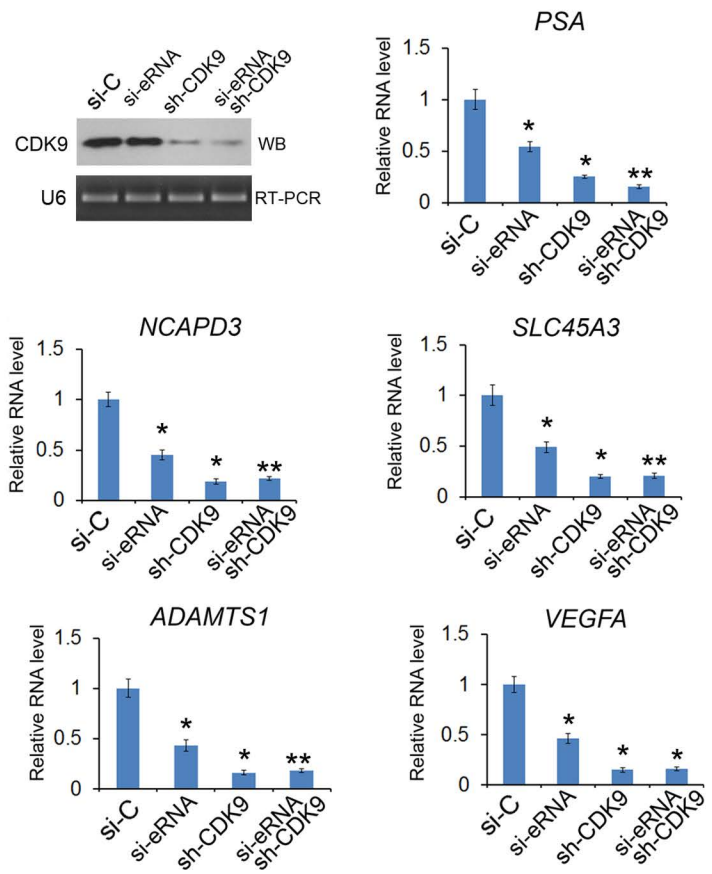 si-C
si-eRNA
sh-CDK9
si-eRNA
sh-CDK9
CDK9
WB
U6
RT-PCR
PSA
Relative RNA level
1.5
1
0.5
0
*
*
**
si-C
si-eRNA
sh-CDK9
si-eRNA
sh-CDK9
NCAPD3
Relative RNA level
1.5
1
0.5
0
*
*
**
si-C
si-eRNA
sh-CDK9
si-eRNA
sh-CDK9
SLC45A3
Relative RNA level
1.5
1
0.5
0
*
*
**
si-C
si-eRNA
sh-CDK9
si-eRNA
sh-CDK9
ADAMTS1
Relative RNA level
1.5
1
0.5
0
*
*
**
si-C
si-eRNA
sh-CDK9
si-eRNA
sh-CDK9
VEGFA
Relative RNA level
1.5
1
0.5
0
*
*
*
si-C
si-eRNA
sh-CDK9
si-eRNA
sh-CDK9